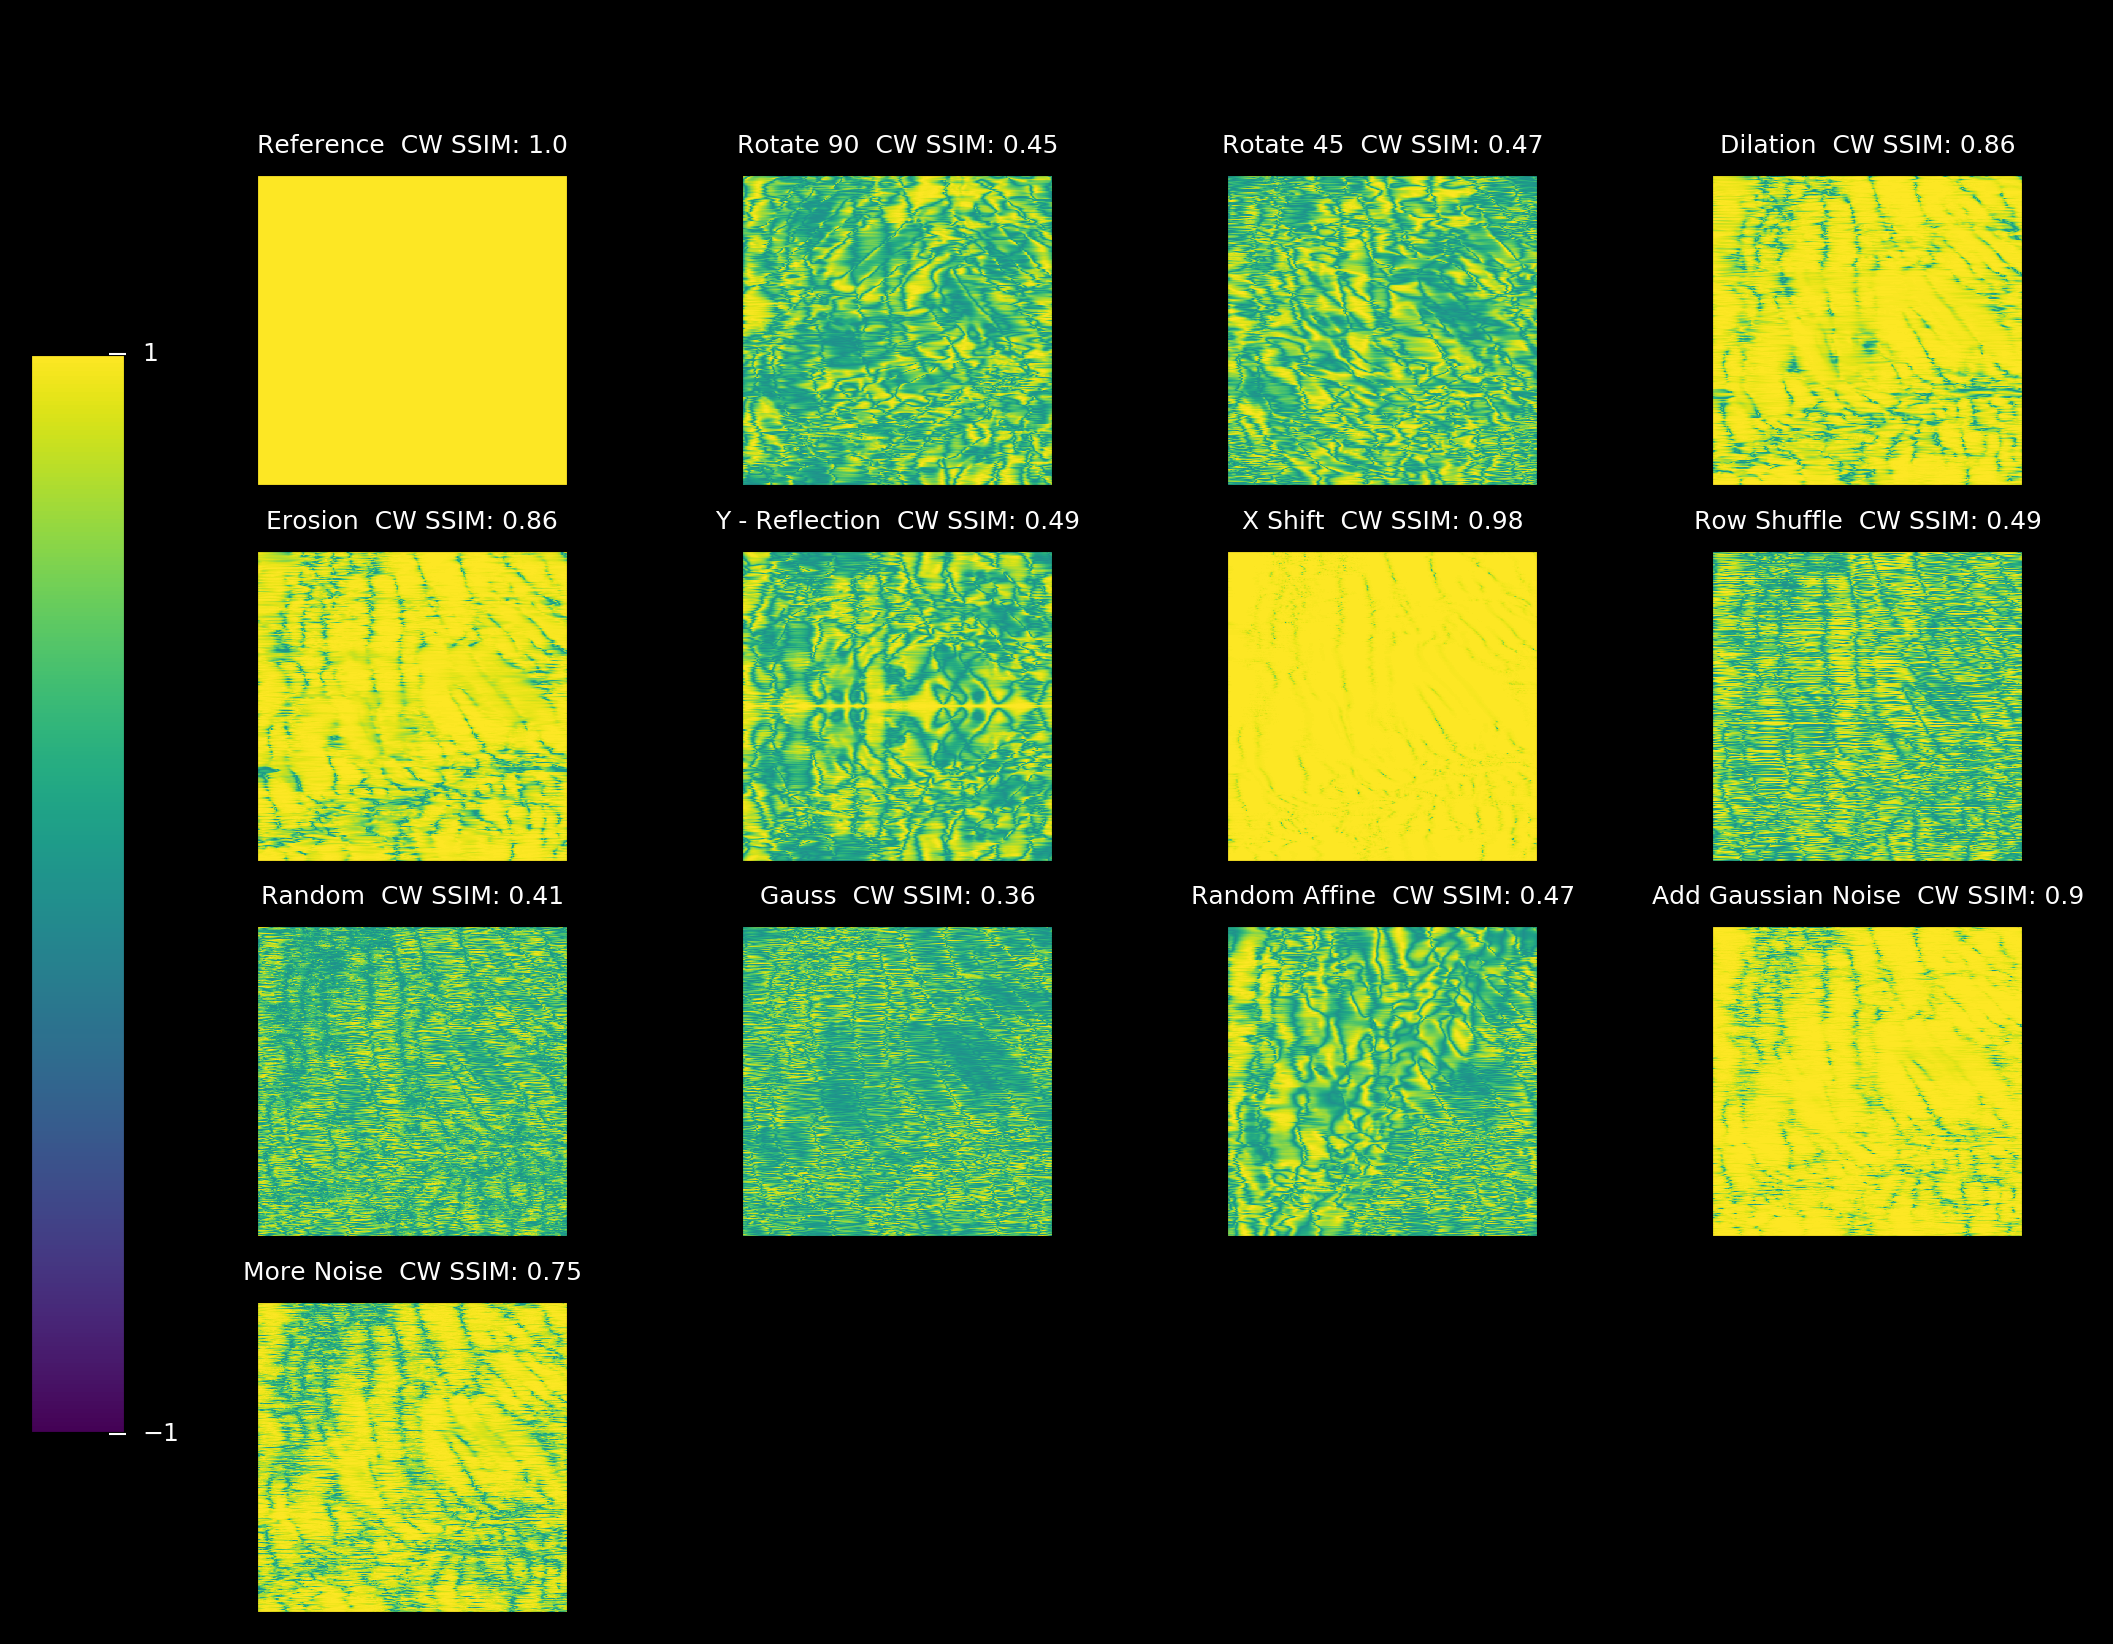 Reference  CW SSIM: 1.0
Rotate 90  CW SSIM: 0.45
Rotate 45  CW SSIM: 0.47
Dilation  CW SSIM: 0.86
1
Erosion  CW SSIM: 0.86
Y - Reflection  CW SSIM: 0.49
X Shift  CW SSIM: 0.98
Row Shuffle  CW SSIM: 0.49
Random  CW SSIM: 0.41
Gauss  CW SSIM: 0.36
Random Affine  CW SSIM: 0.47
Add Gaussian Noise  CW SSIM: 0.9
More Noise  CW SSIM: 0.75
−1